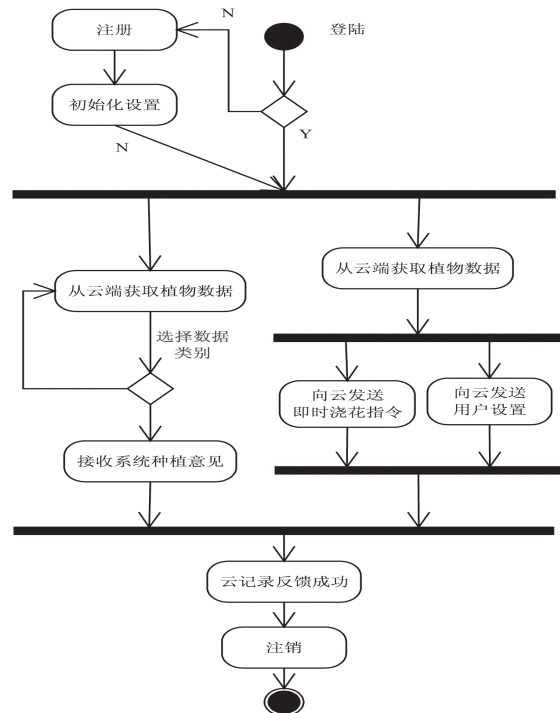 N
注册
登陆
初始化设置
Y
N
从云端获取植物数据
从云端获取植物数据
选择数据
类别
向云发送
即时浇花指令
向云发送
用户设置
接收系统种植意见
云记录反馈成功
注销